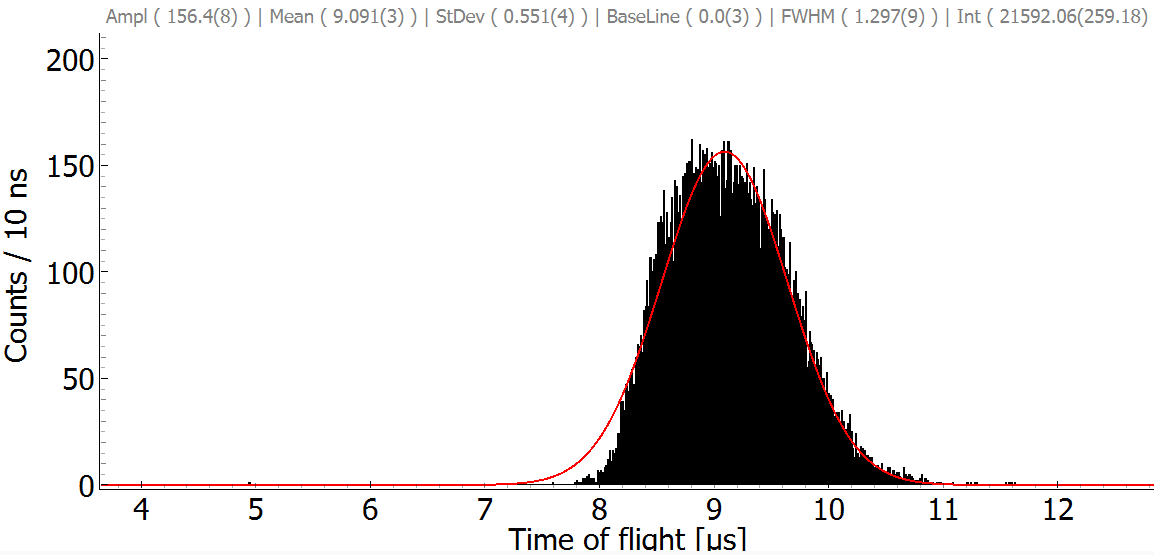 Ampl ( 156.4(8) ) | Mean ( 9.091(3) ) | StDev ( 0.551(4) ) | BaseLine ( 0.0(3) ) | FWHM ( 1.297(9) ) | Int ( 21592.06(259.18)
200
150
100
50
0
Counts / 10 ns
4 5 6 7 8 9 10 11 12
Time of flight [µs]